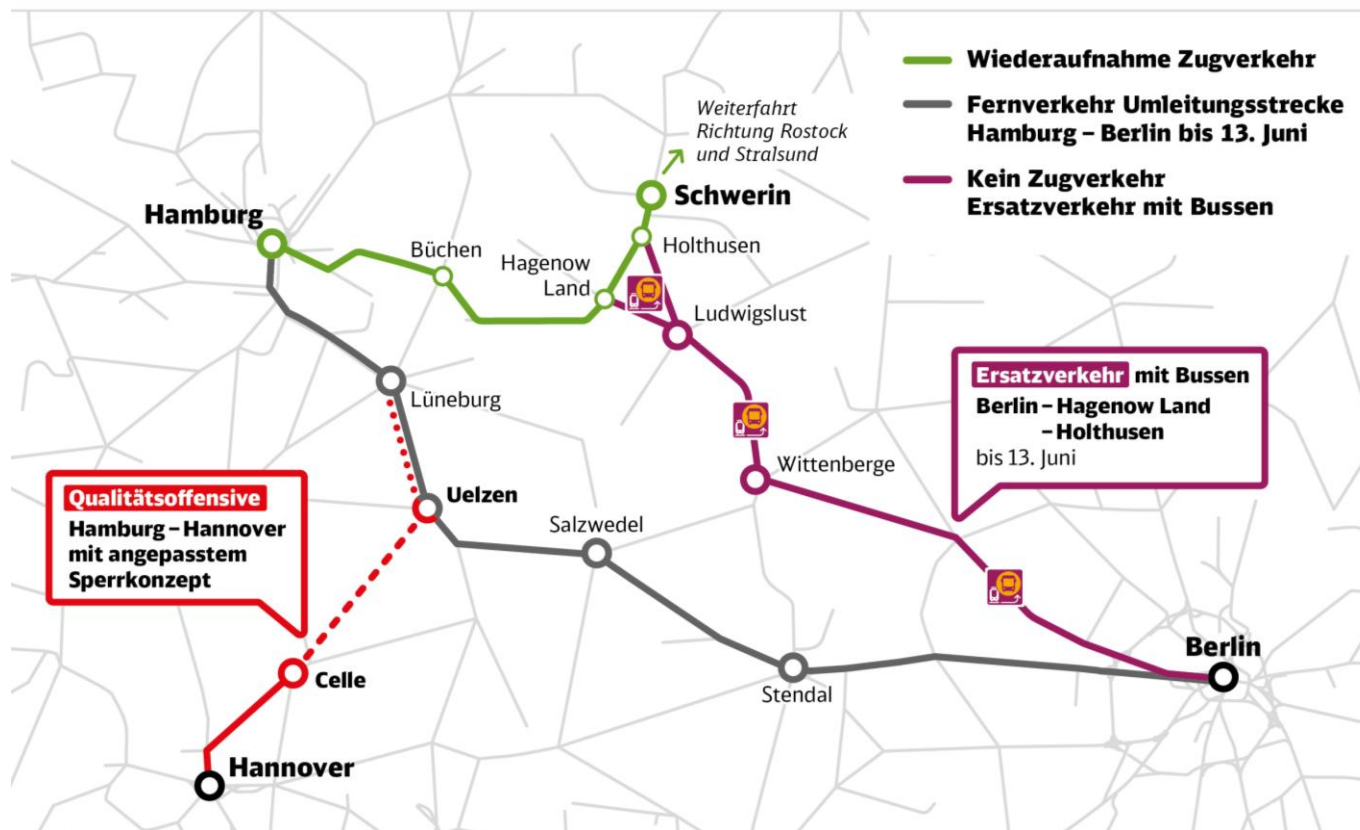 Wiederaufnahme Zugverkehr
Fernverkehr Umleitungsstrecke
Hamburg – Berlin bis 13. Juni
Kein Zugverkehr
Ersatzverkehr mit Bussen
Weiterfahrt
Richtung Rostock
und Stralsund
Schwerin
Hamburg
Büchen
Hagenow
Land
Holthusen
Ludwigslust
Lüneburg
Ersatzverkehr mit Bussen
Berlin – Hagenow Land
– Holthusen
bis 13. Juni
Wittenberge
Qualitätsoffensive
Hamburg – Hannover
mit angepasstem
Sperrkonzept
Uelzen
Salzwedel
Berlin
Celle
Stendal
Hannover